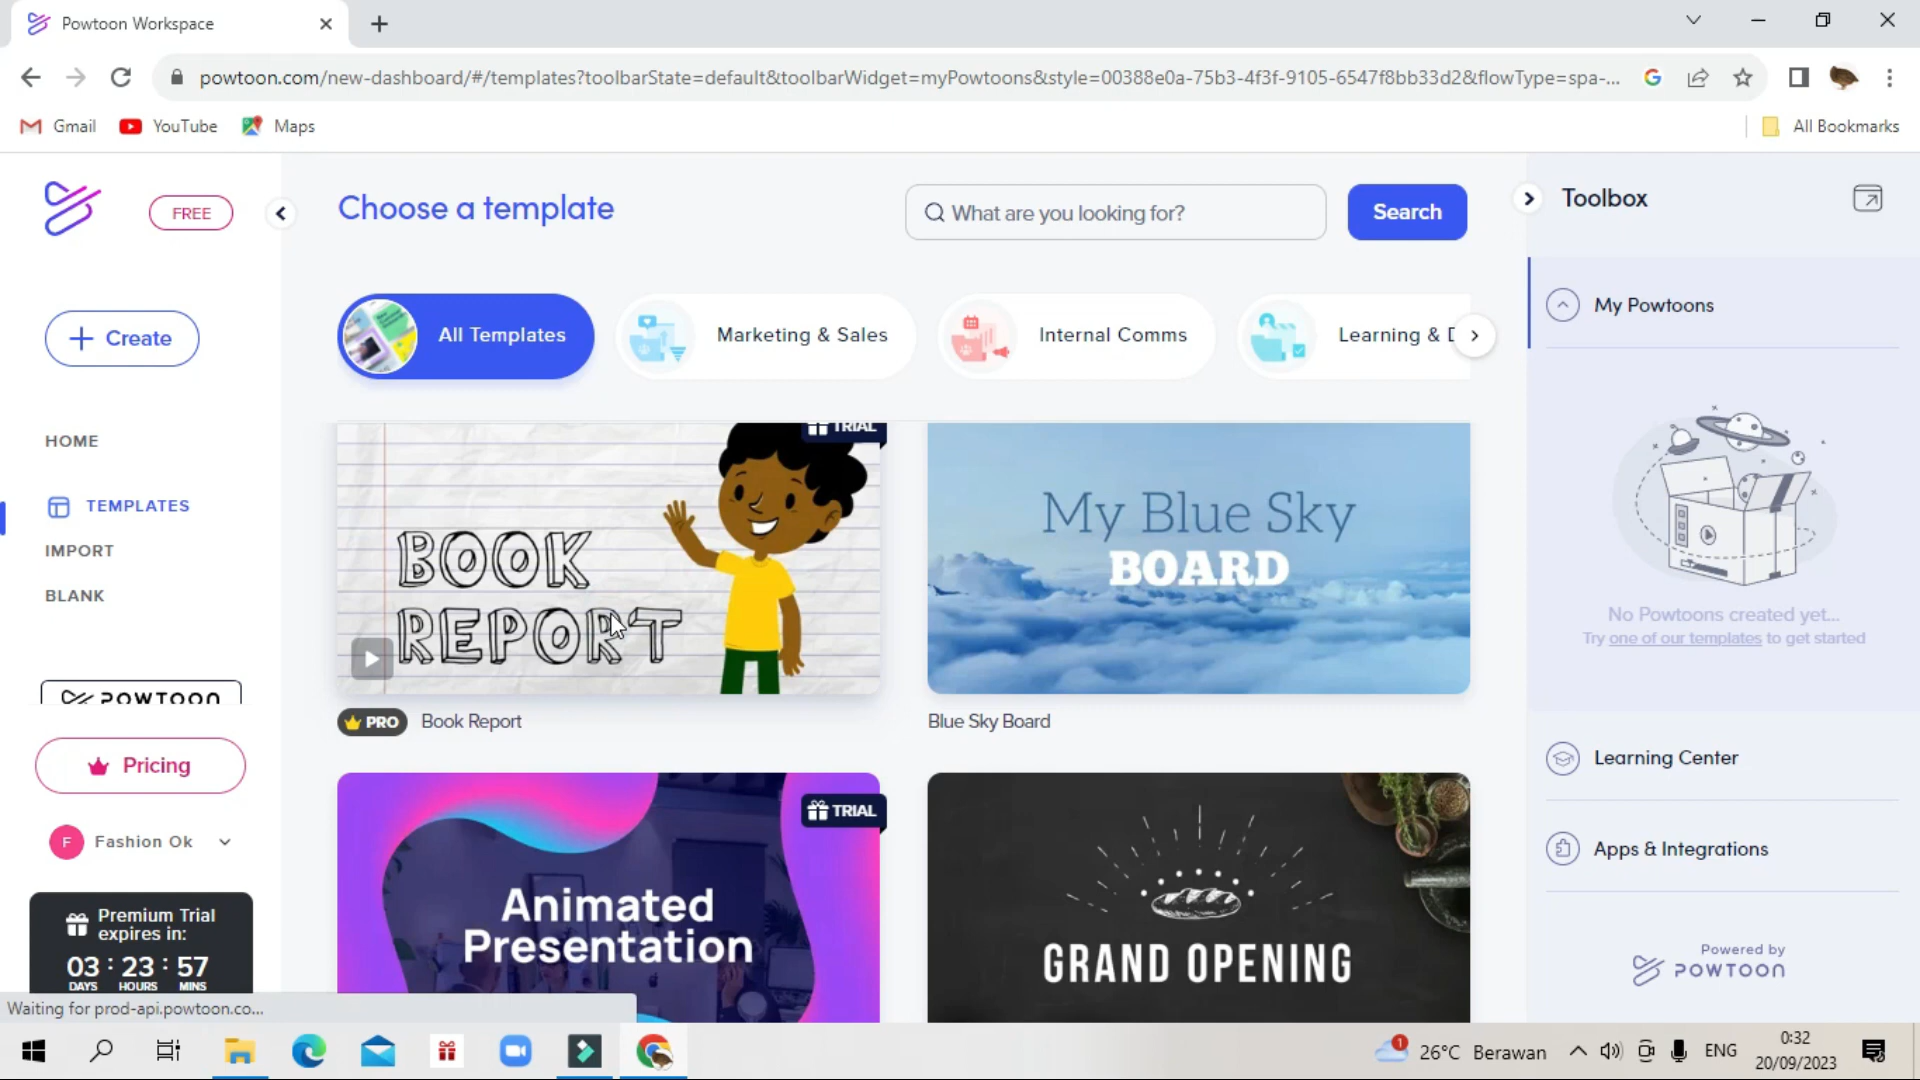 Powtoon Workspace
powtoon.com/new-dashboard/#/templates?toolbarState=default&toolbarWidget=myPowtoons&style=00388e0a-75b3-4f3f-9105-6547f8bb33d2&flowType=spa-...
Gmail
YouTube
Maps
All Bookmarks
FREE
Choose a template
What are you looking for?
Search
Toolbox
Create
All Templates
Marketing & Sales
Internal Comms
Learning & D
My Powtoons
HOME
TEMPLATES
IMPORT
BLANK
POWTOON
Pricing
Fashion Ok
F
Premium Trial
expires in:
03 : 23 : 57
DAYS HOURS MINS
TRIAL
BOOK
REPORT
PRO Book Report
My Blue Sky
BOARD
Blue Sky Board
TRIAL
Animated
Presentation
GRAND OPENING
No Powtoons created yet...
Try one of our templates to get started
Learning Center
Apps & Integrations
Powered by
POWTOON
Waiting for prod-api.powtoon.co...
1
26°C Berawan
ENG
0:32
20/09/2023